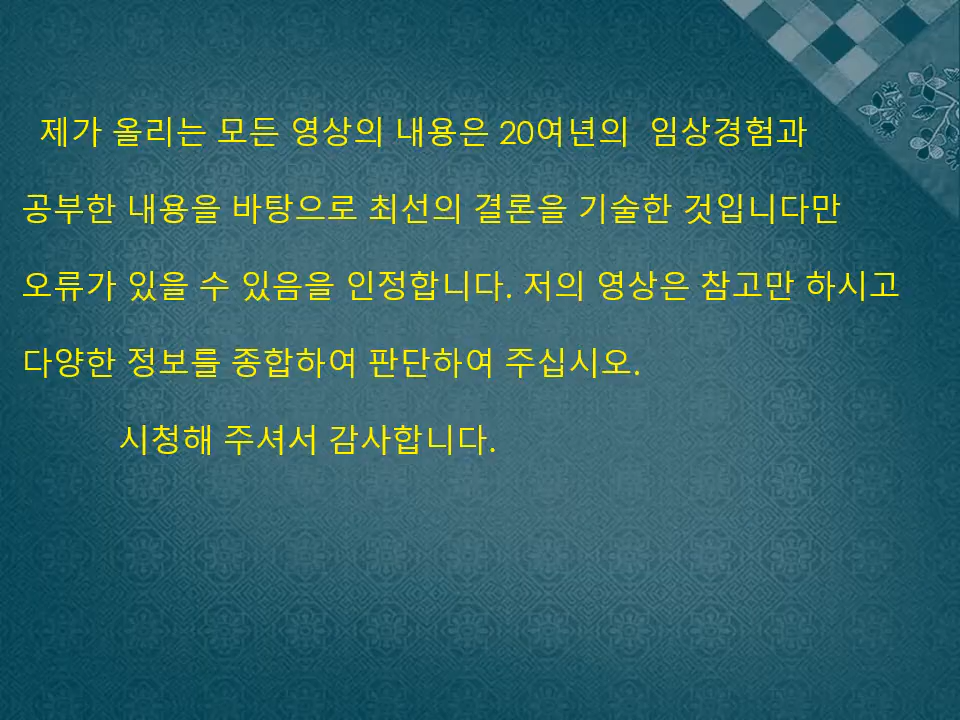 제가 올리는 모든 영상의 내용은 20여년의 임상경험과
공부한 내용을 바탕으로 최선의 결론을 기술한 것입니다만
오류가 있을 수 있음을 인정합니다. 저의 영상은 참고만 하시고
다양한 정보를 종합하여 판단하여 주십시오.
시청해 주셔서 감사합니다.